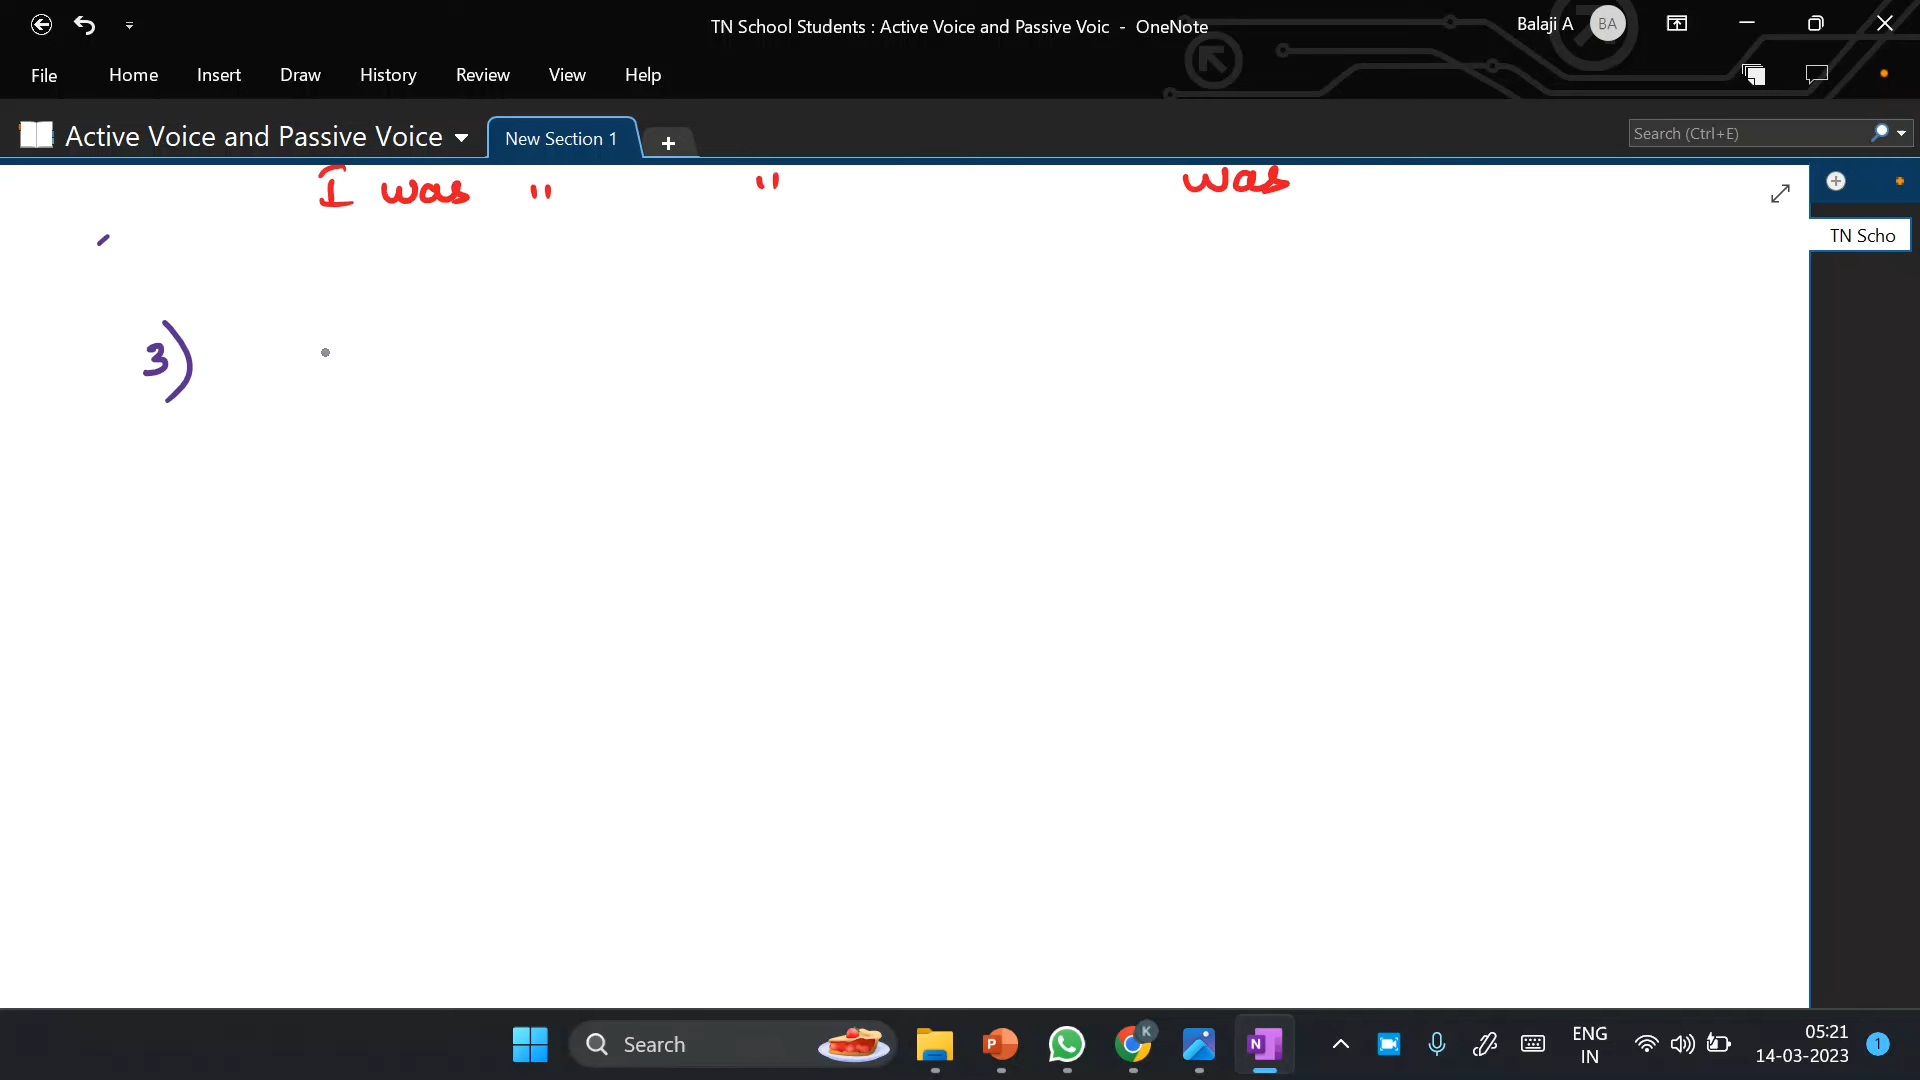 TN School Students : Active Voice and Passive Voic - OneNote
Balaji A BA
File Home Insert Draw History Review View Help
Active Voice and Passive Voice New Section 1 +
Search (Ctrl+E)
I was " " was
TN Scho
3)
Search
P K N
ENG
IN
05:21
14-03-2023
1